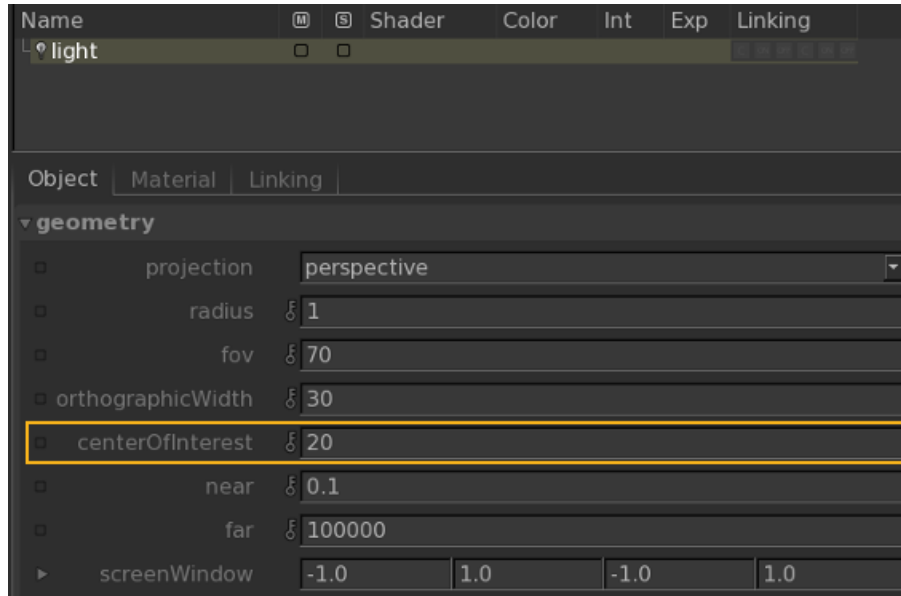 Name M S Shader Color Int Exp Linking
light
Object Material Linking
geometry
projection perspective
radius 1
fov 70
orthographicWidth 30
centerOfInterest 20
near 0.1
far 100000
screenWindow -1.0 1.0 -1.0 1.0